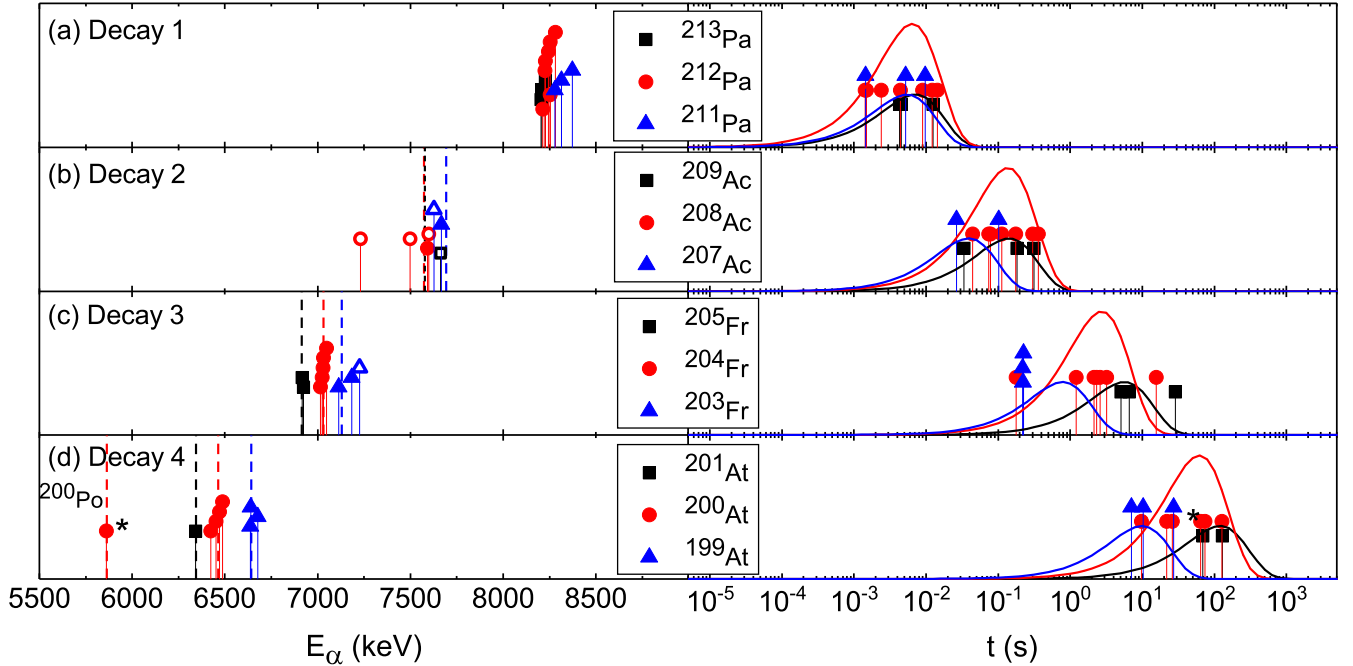 (a) Decay 1
²¹³Pa
²¹²Pa
²¹¹Pa
(b) Decay 2
²⁰⁹Ac
²⁰⁸Ac
²⁰⁷Ac
(c) Decay 3
²⁰⁵Fr
²⁰⁴Fr
²⁰³Fr
(d) Decay 4
²⁰⁰Po
*
*
²⁰¹At
²⁰⁰At
¹⁹⁹At
5500 6000 6500 7000 7500 8000 8500
10⁻⁵ 10⁻⁴ 10⁻³ 10⁻² 10⁻¹ 10⁰ 10¹ 10² 10³
E_α (keV)
t (s)